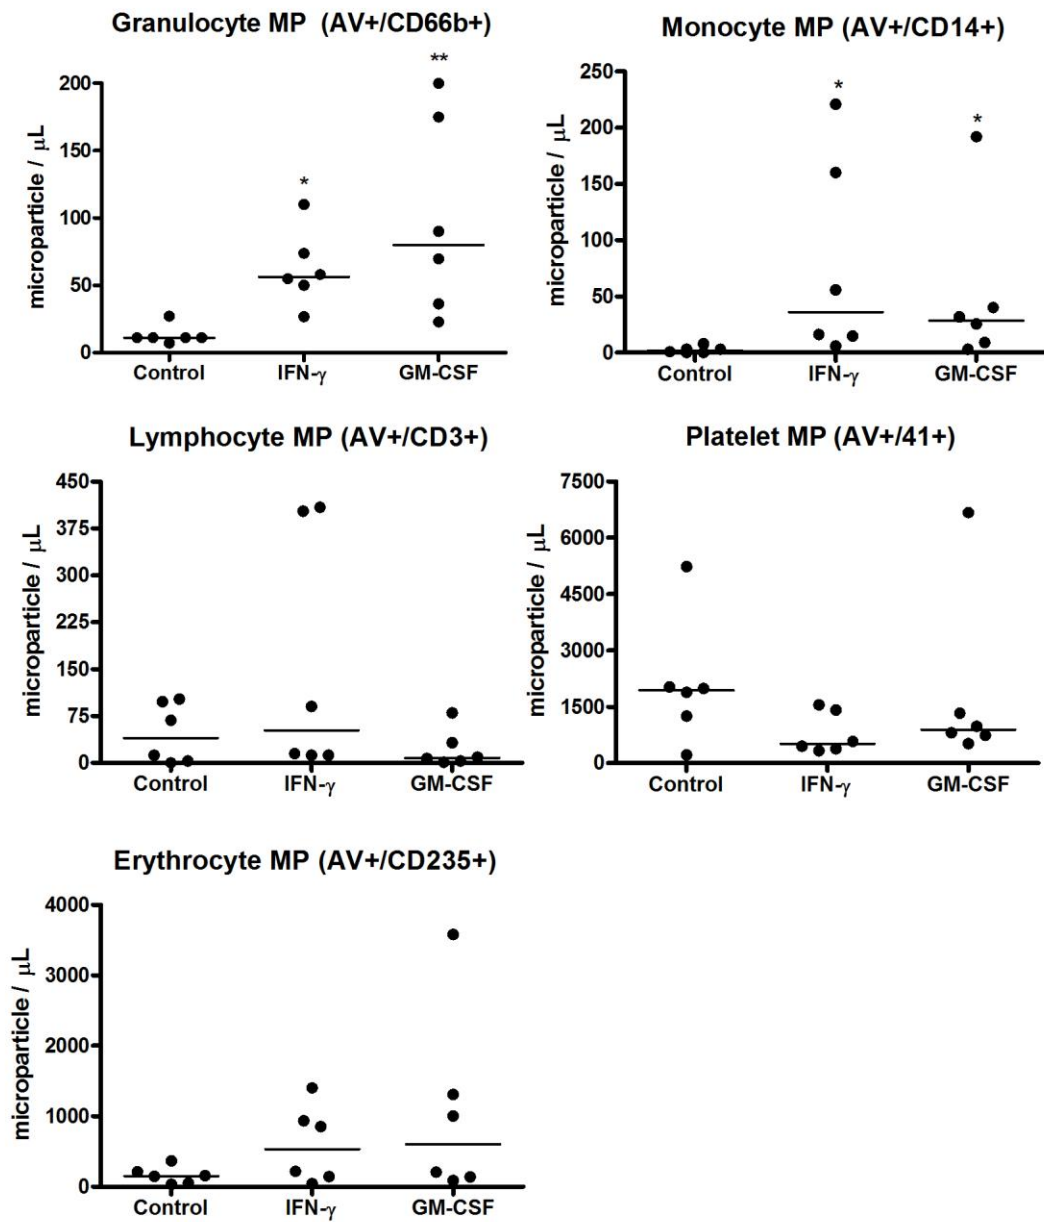 Granulocyte MP (AV+/CD66b+)
microparticle / μL
200
150
100
50
0
*
**
Control
IFN-γ
GM-CSF
Monocyte MP (AV+/CD14+)
microparticle / μL
250
200
150
100
50
0
*
*
Control
IFN-γ
GM-CSF
Lymphocyte MP (AV+/CD3+)
microparticle / μL
450
375
300
225
150
75
0
Control
IFN-γ
GM-CSF
Platelet MP (AV+/41+)
microparticle / μL
7500
6000
4500
3000
1500
0
Control
IFN-γ
GM-CSF
Erythrocyte MP (AV+/CD235+)
microparticle / μL
4000
3000
2000
1000
0
Control
IFN-γ
GM-CSF